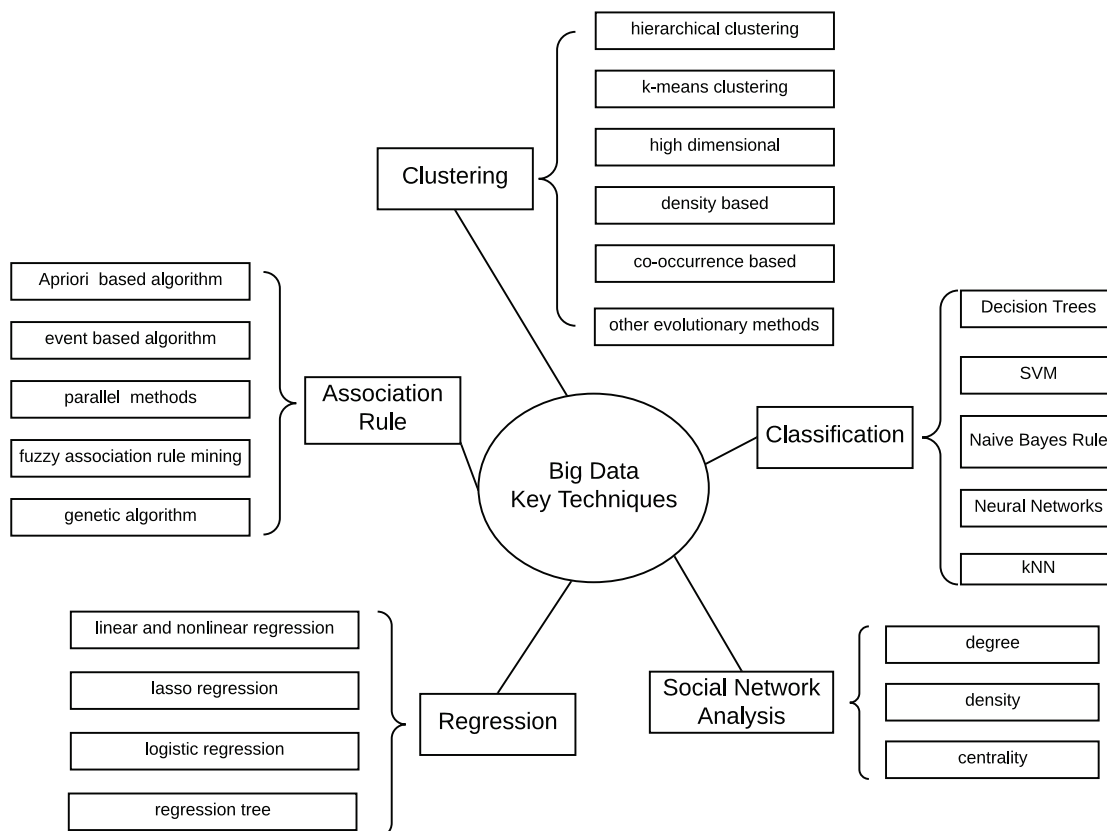 hierarchical clustering
k-means clustering
high dimensional
density based
co-occurrence based
other evolutionary methods
Clustering
Apriori based algorithm
event based algorithm
parallel methods
fuzzy association rule mining
genetic algorithm
Association
Rule
Big Data
Key Techniques
Classification
Decision Trees
SVM
Naive Bayes Rule
Neural Networks
kNN
linear and nonlinear regression
lasso regression
logistic regression
regression tree
Regression
Social Network
Analysis
degree
density
centrality